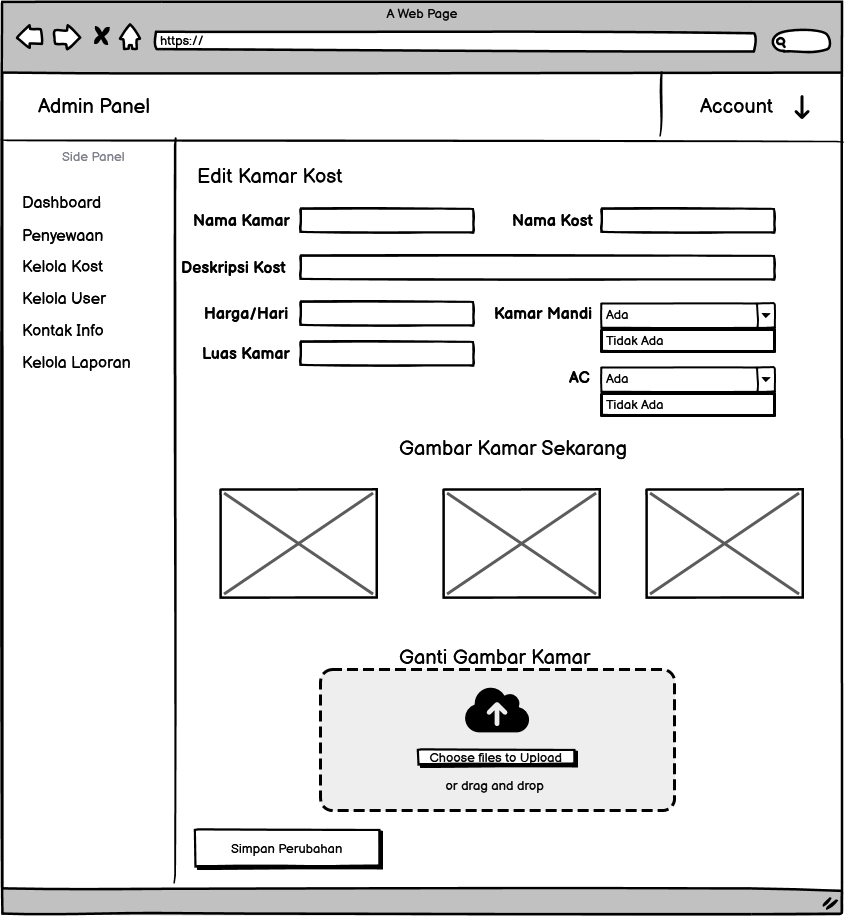 A Web Page
https://
Admin Panel
Account
Side Panel
Dashboard
Penyewaan
Kelola Kost
Kelola User
Kontak Info
Kelola Laporan
Edit Kamar Kost
Nama Kamar
Nama Kost
Deskripsi Kost
Harga/Hari
Kamar Mandi
Ada
Tidak Ada
Luas Kamar
AC
Ada
Tidak Ada
Gambar Kamar Sekarang
Ganti Gambar Kamar
Choose files to Upload
or drag and drop
Simpan Perubahan